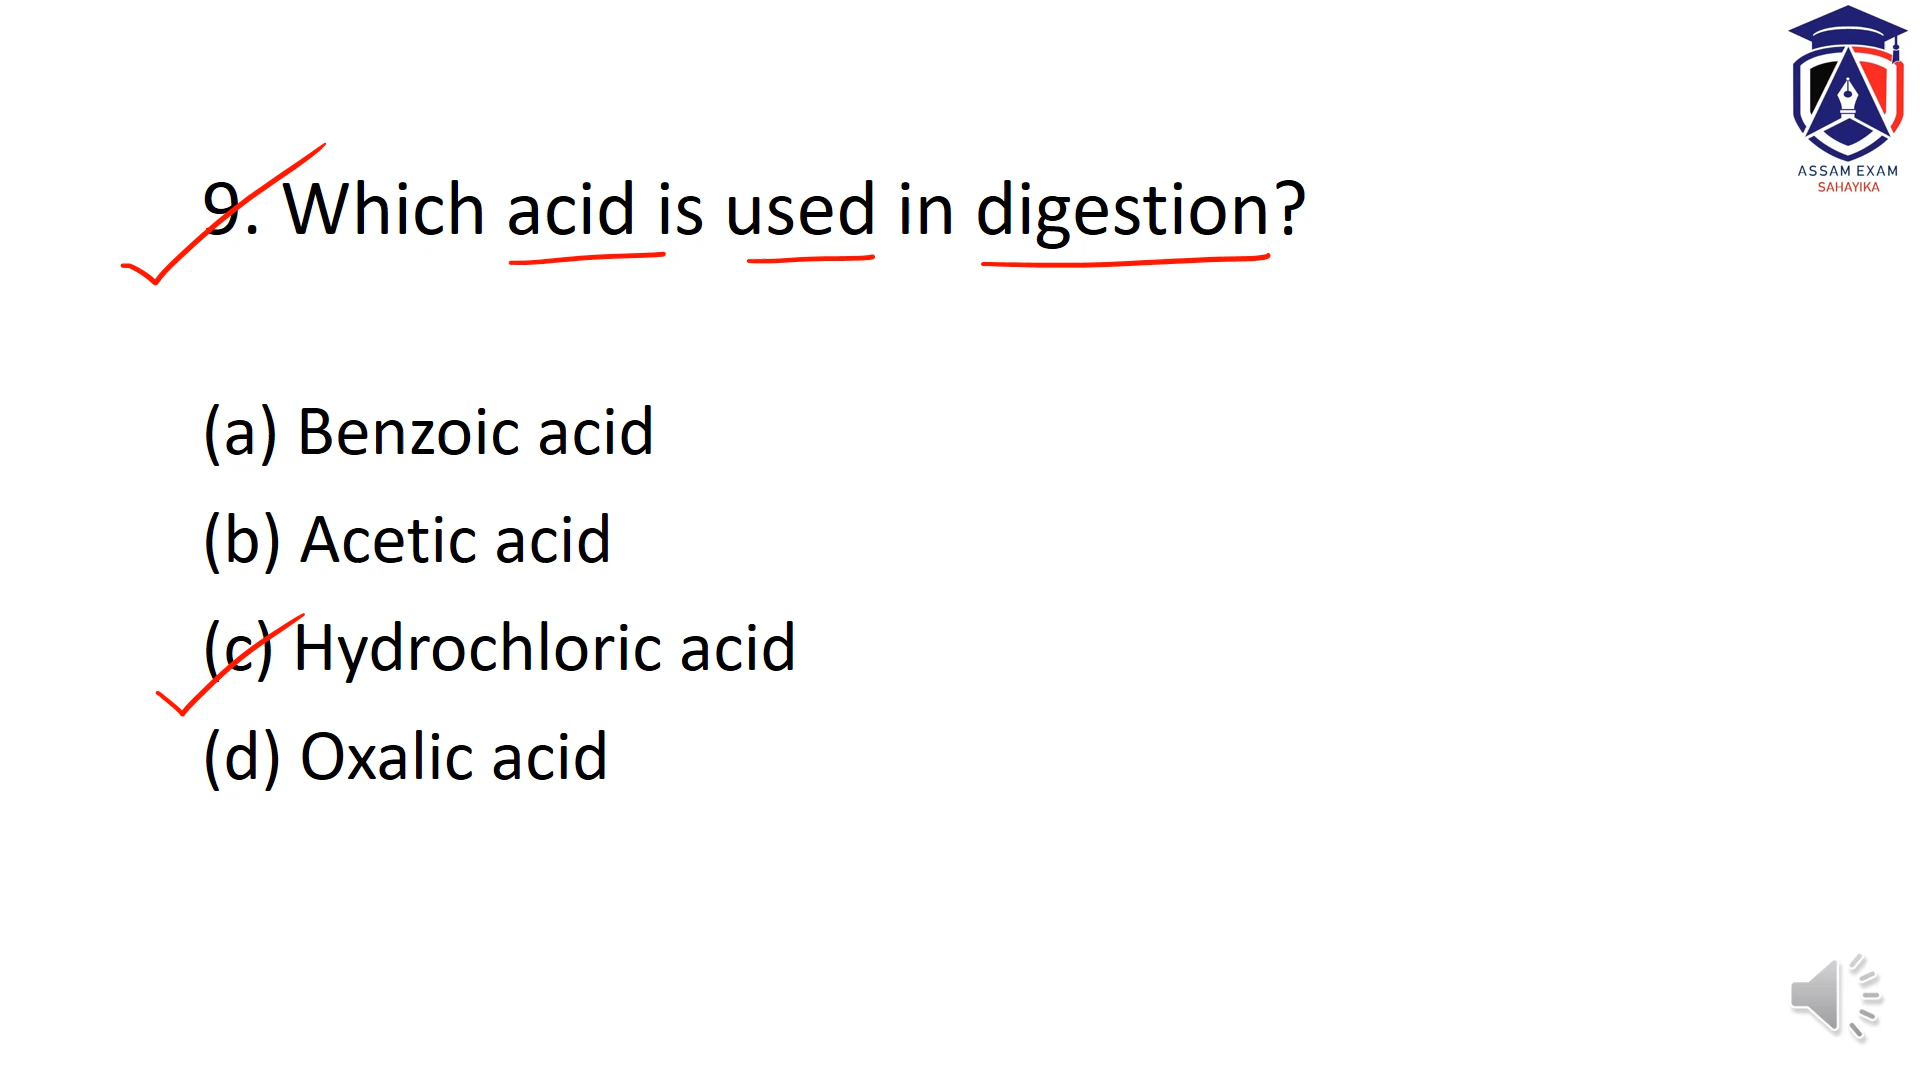 ASSAM EXAM
SAHAYIKA
9. Which acid is used in digestion?
(a) Benzoic acid
(b) Acetic acid
(c) Hydrochloric acid
(d) Oxalic acid